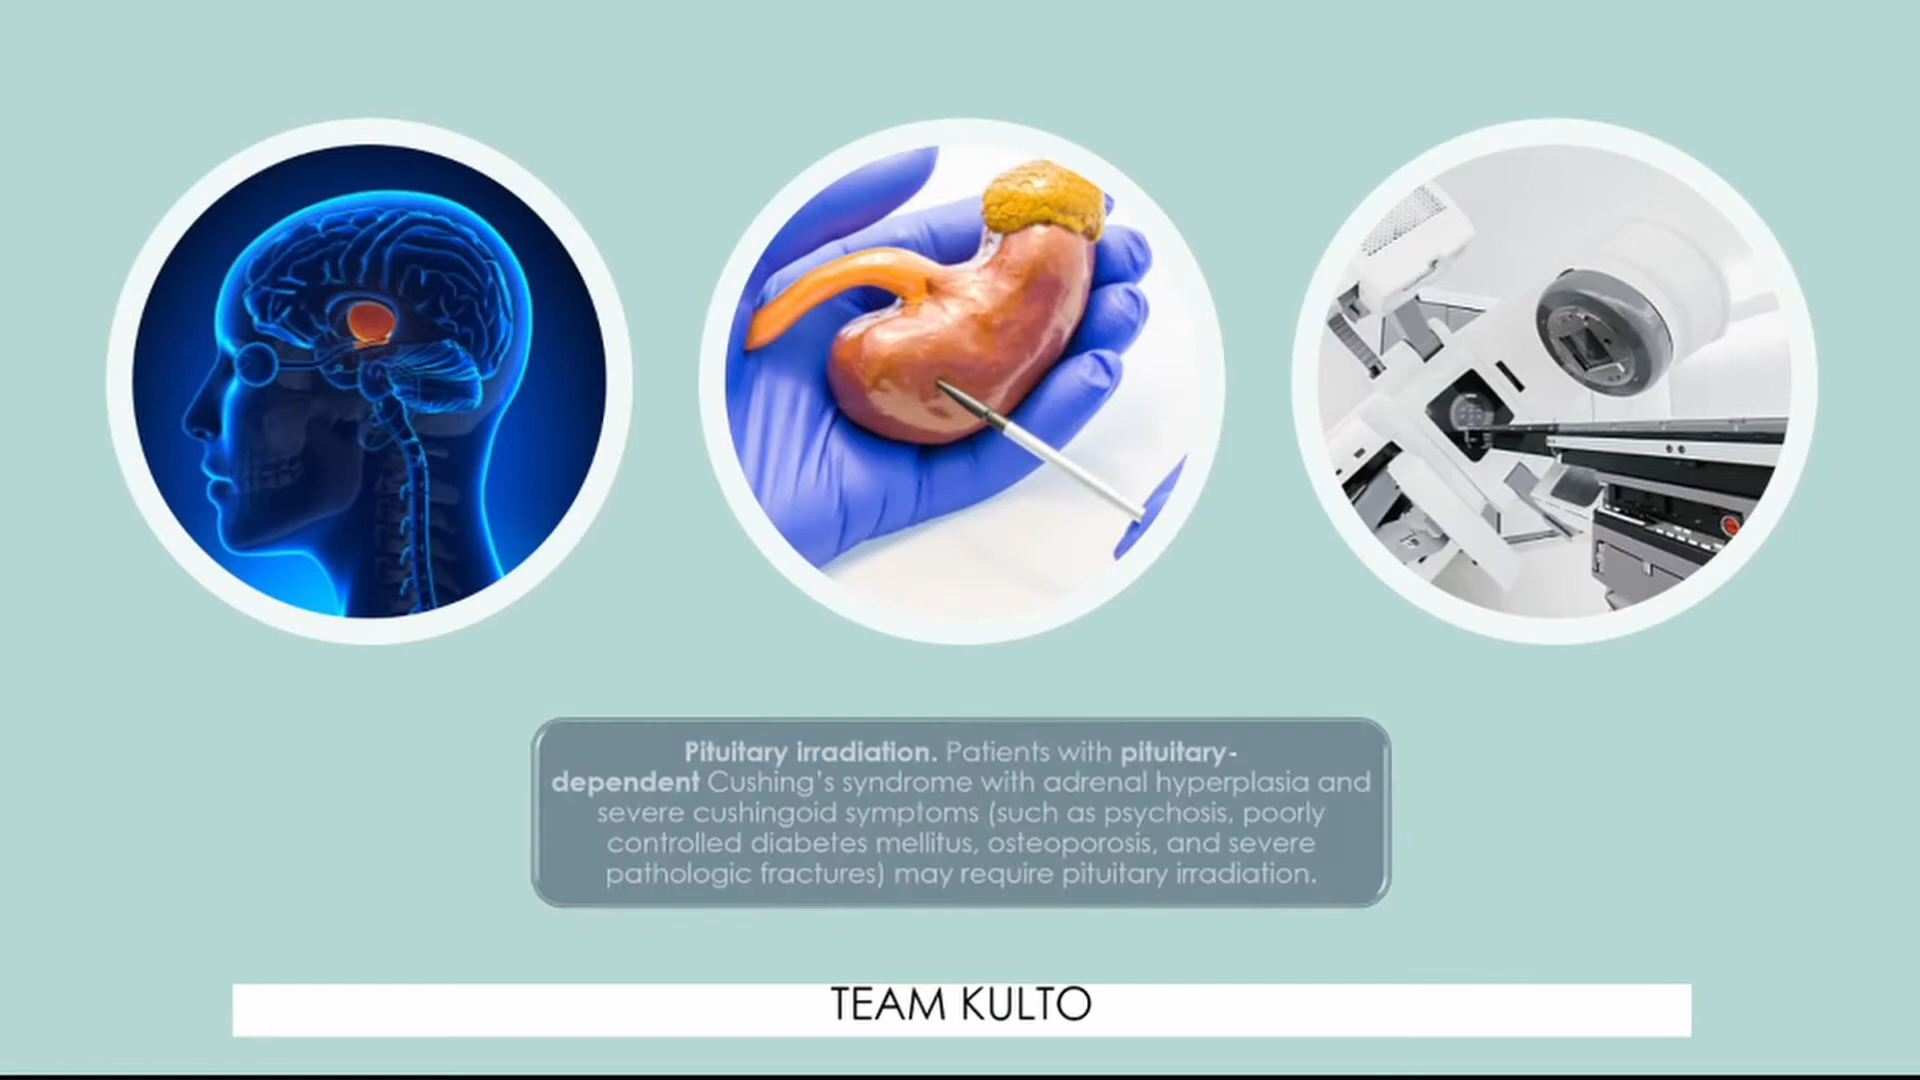 Pituitary irradiation. Patients with pituitary-
dependent Cushing’s syndrome with adrenal hyperplasia and
severe cushingoid symptoms (such as psychosis, poorly
controlled diabetes mellitus, osteoporosis, and severe
pathologic fractures) may require pituitary irradiation.
TEAM KULTO